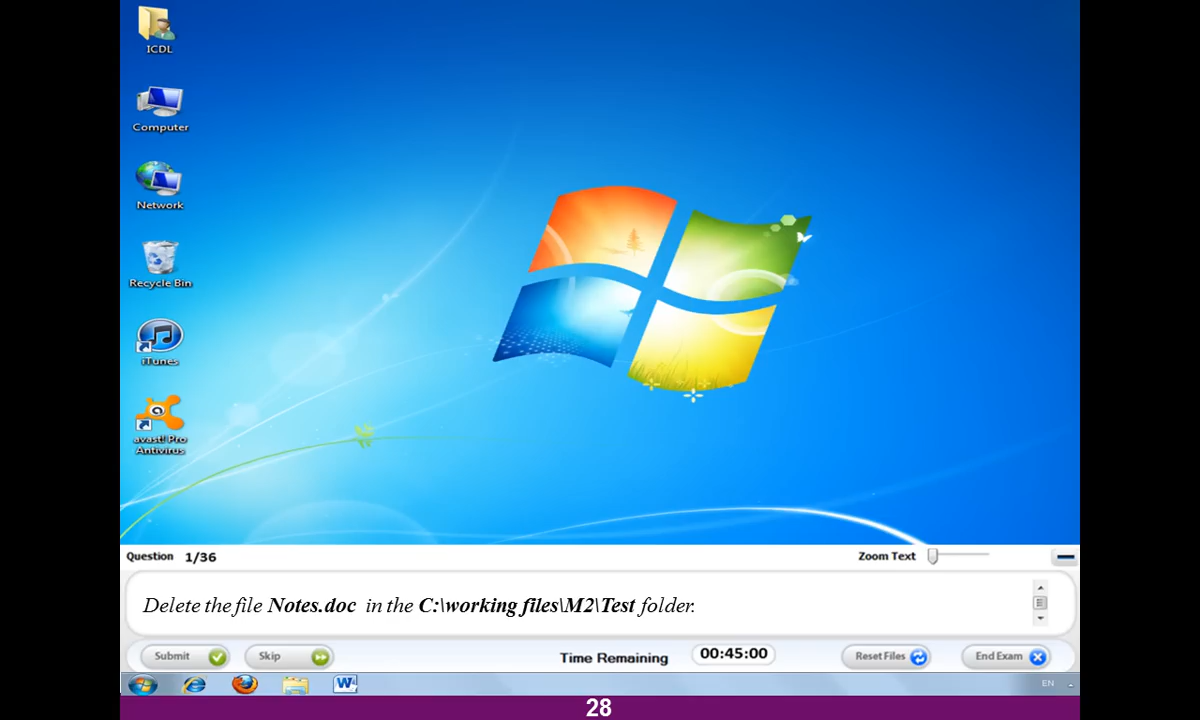 ICDL
Computer
Network
Recycle Bin
iTunes
avast! Pro
Antivirus
Question 1/36
Zoom Text
Delete the file Notes.doc in the C:\working files\M2\Test folder.
Submit
Skip
Time Remaining
00:45:00
Reset Files
End Exam
W
EN
28